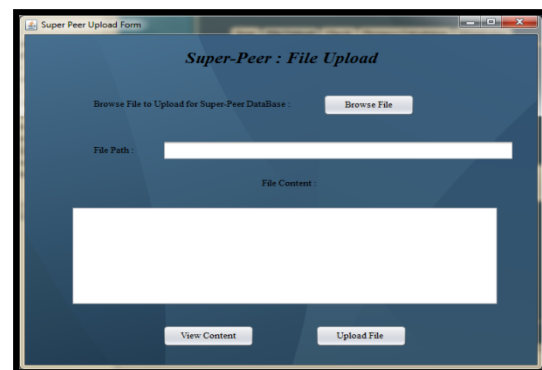 Super Peer Upload Form
Super-Peer : File Upload
Browse File to Upload for Super-Peer DataBase :
Browse File
File Path :
File Content :
View Content
Upload File